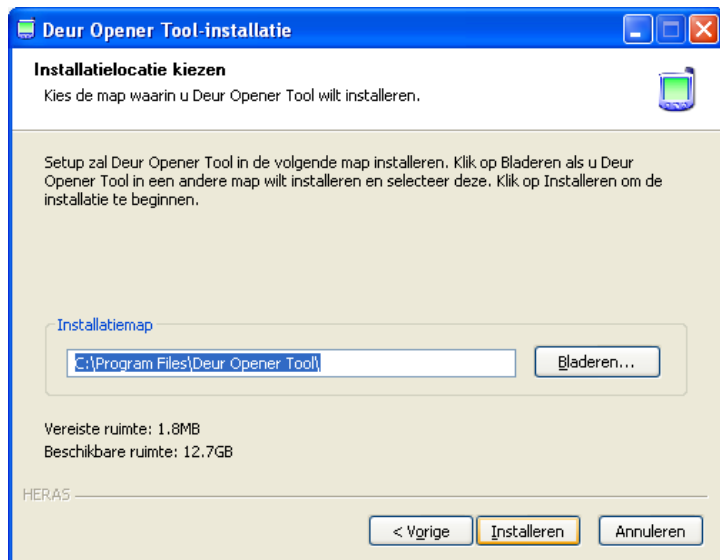 Deur Opener Tool-installatie
Installatielocatie kiezen
Kies de map waarin u Deur Opener Tool wilt installeren.
Setup zal Deur Opener Tool in de volgende map installeren. Klik op Bladeren als u Deur
Opener Tool in een andere map wilt installeren en selecteer deze. Klik op Installeren om de
installatie te beginnen.
Installatiemap
C:\Program Files\Deur Opener Tool\
Bladeren...
Vereiste ruimte: 1.8MB
Beschikbare ruimte: 12.7GB
HERAS
< Vorige
Installeren
Annuleren